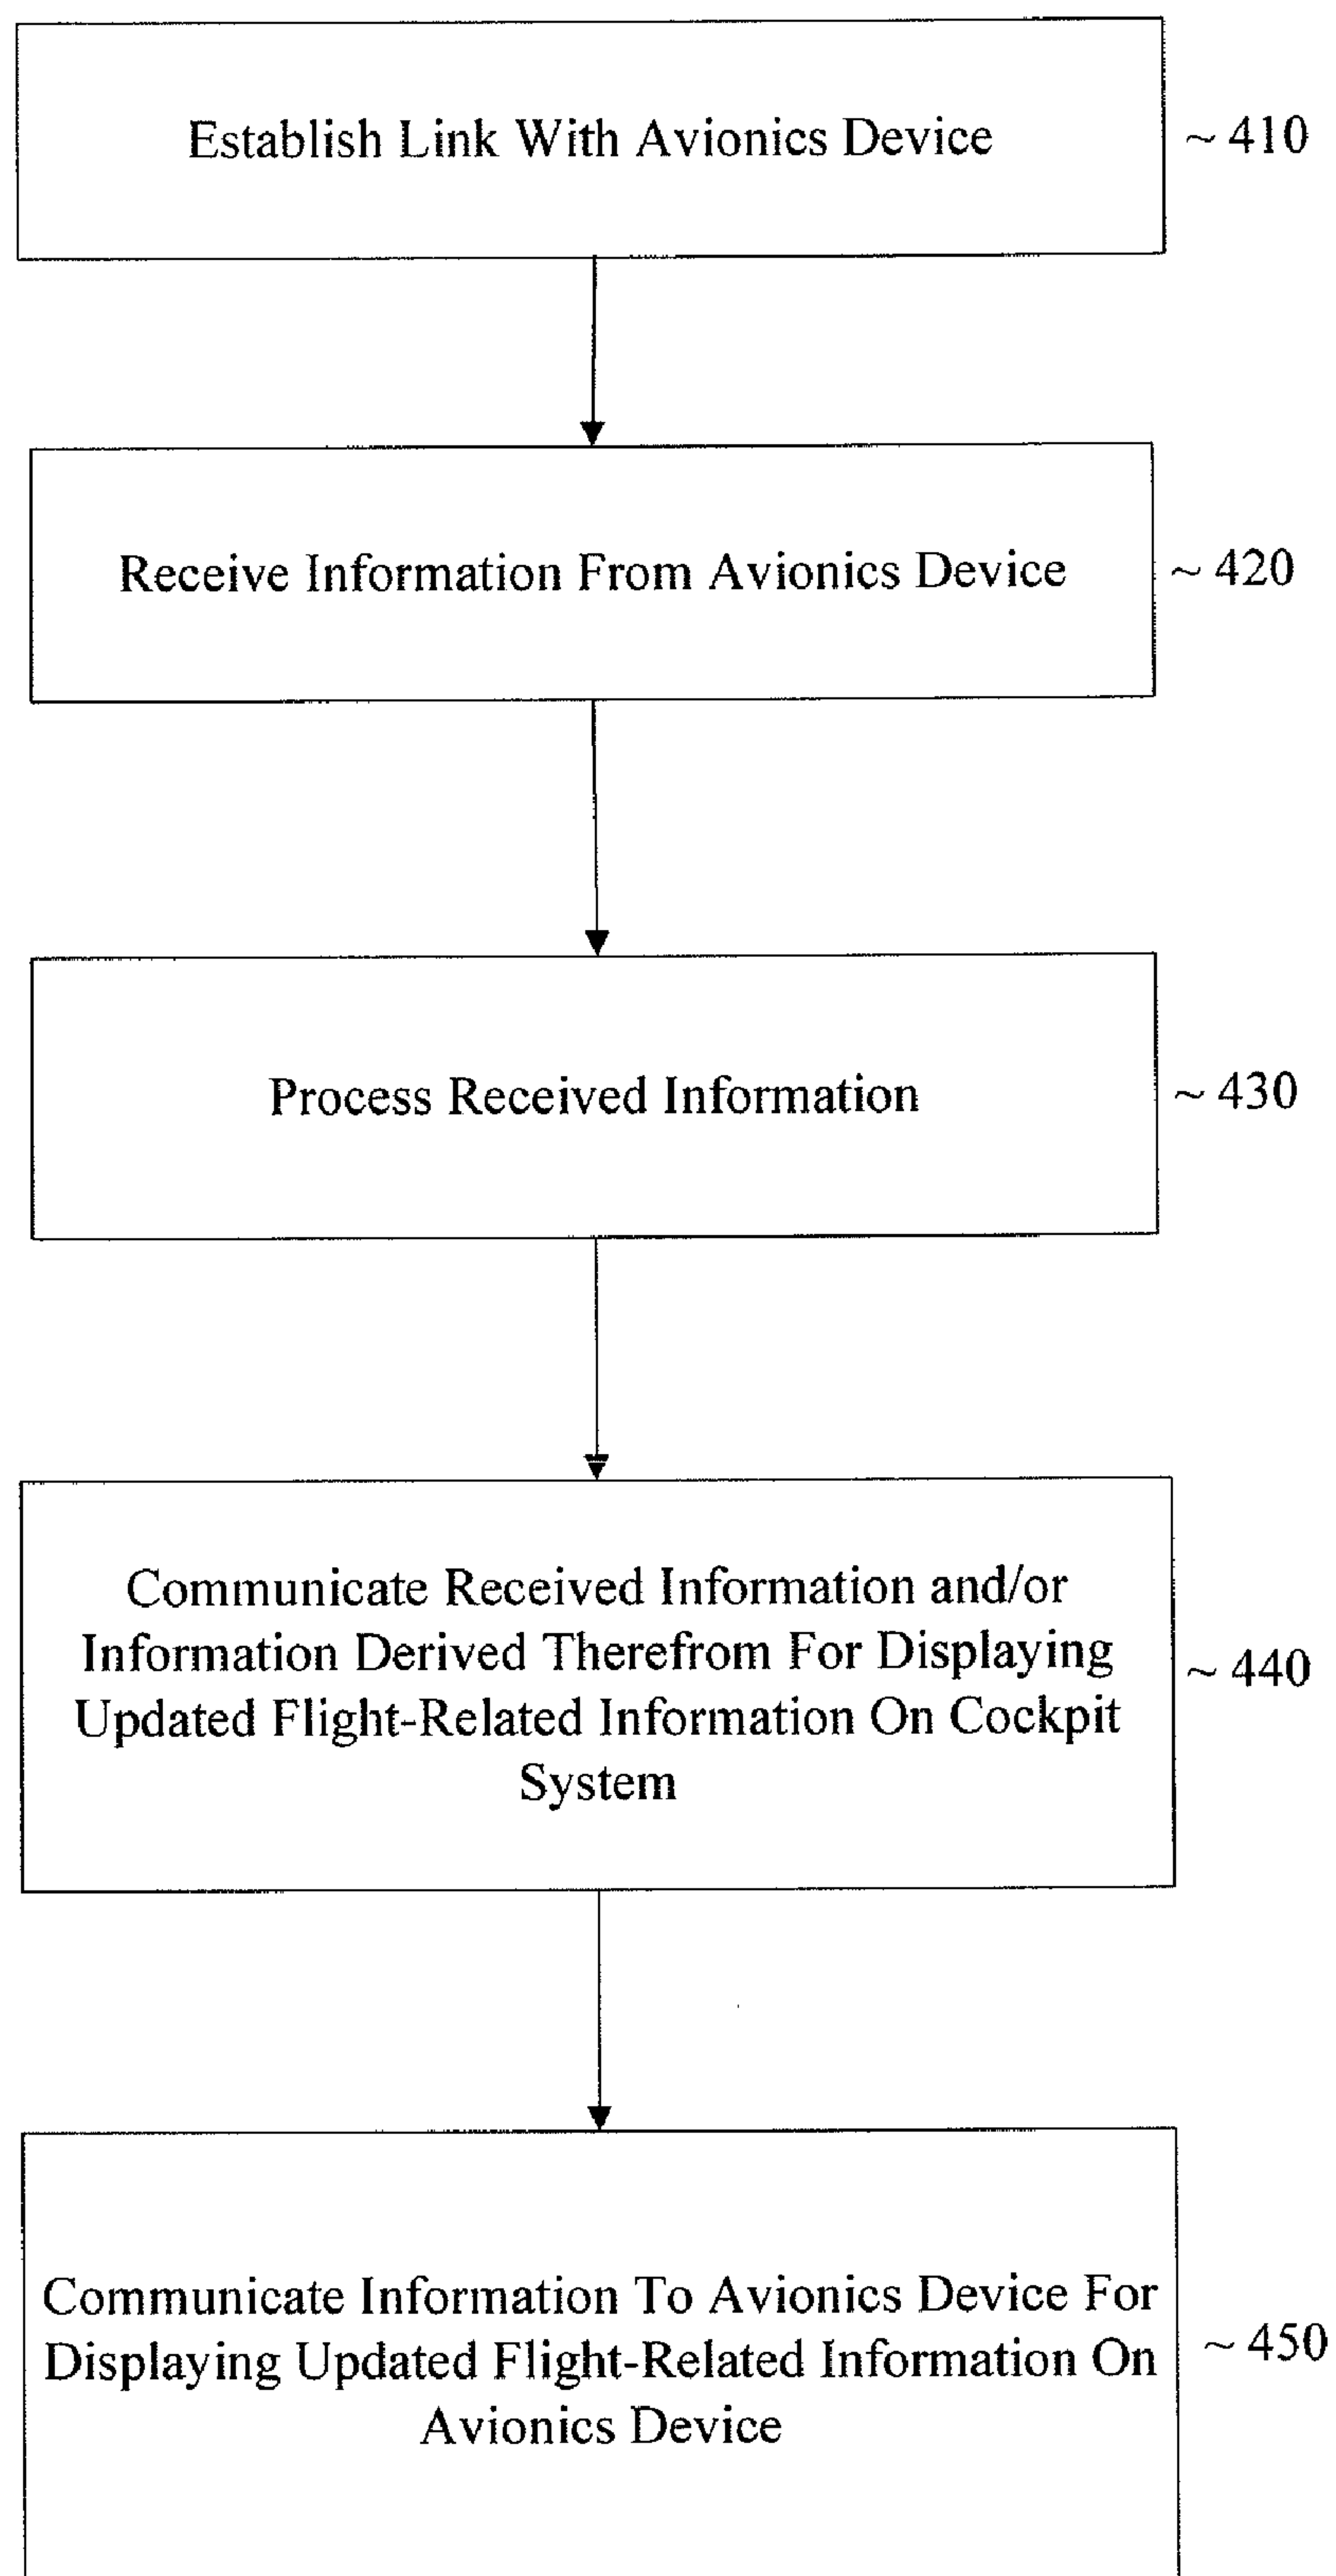 Establish Link With Avionics Device
~ 410
Receive Information From Avionics Device
~ 420
Process Received Information
~ 430
Communicate Received Information and/or
Information Derived Therefrom For Displaying
Updated Flight-Related Information On Cockpit
System
~ 440
Communicate Information To Avionics Device For
Displaying Updated Flight-Related Information On
Avionics Device
~ 450